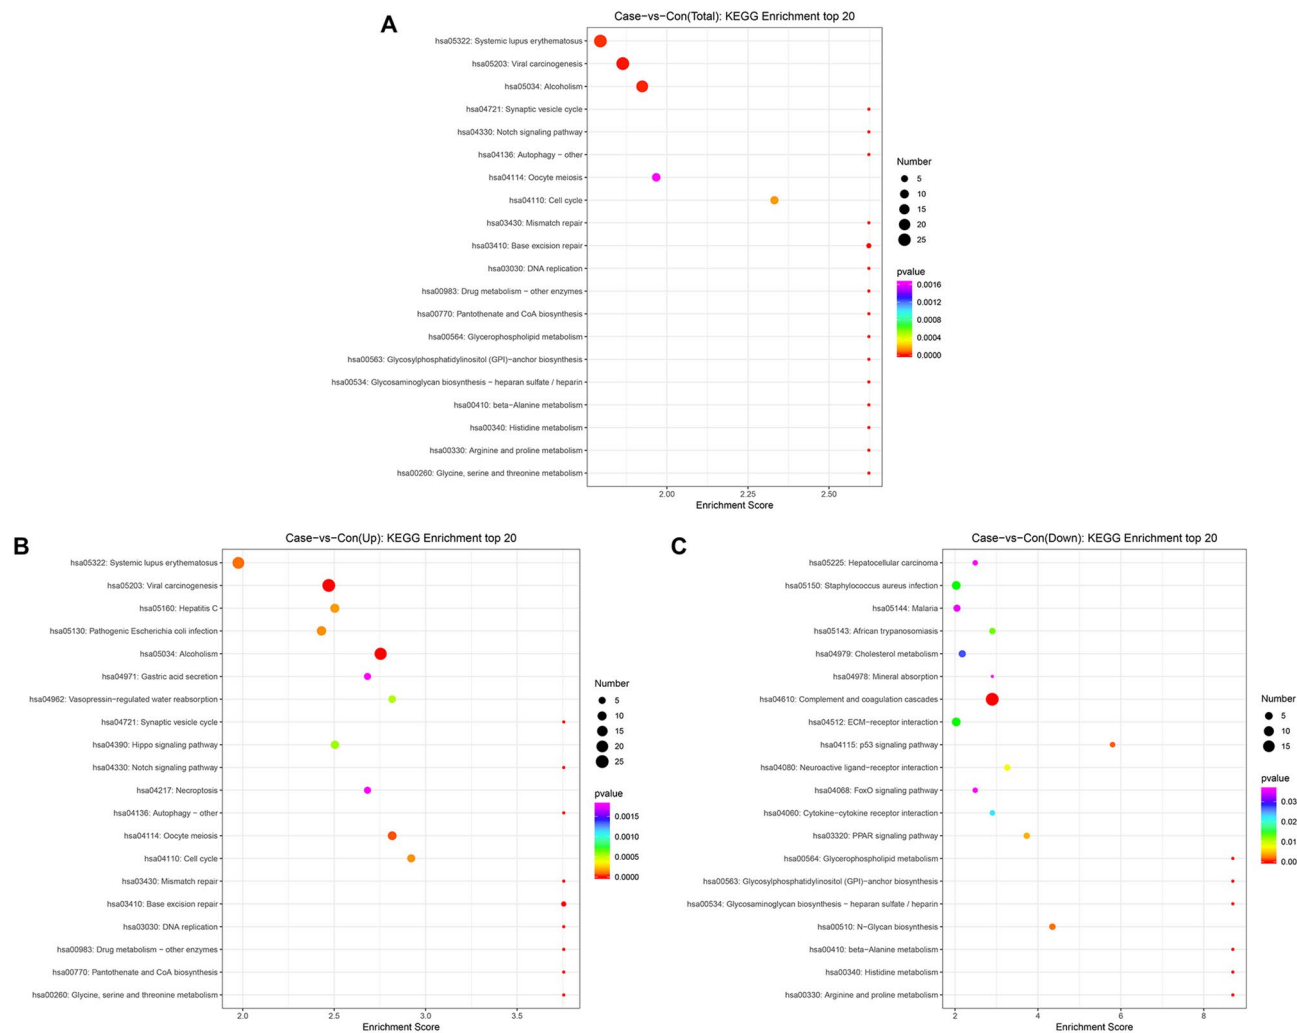 A
Case−vs−Con(Total): KEGG Enrichment top 20
hsa05322: Systemic lupus erythematosus
hsa05203: Viral carcinogenesis
hsa05034: Alcoholism
hsa04721: Synaptic vesicle cycle
hsa04330: Notch signaling pathway
hsa04136: Autophagy − other
hsa04114: Oocyte meiosis
hsa04110: Cell cycle
hsa03430: Mismatch repair
hsa03410: Base excision repair
hsa03030: DNA replication
hsa00983: Drug metabolism − other enzymes
hsa00770: Pantothenate and CoA biosynthesis
hsa00564: Glycerophospholipid metabolism
hsa00563: Glycosylphosphatidylinositol (GPI)−anchor biosynthesis
hsa00534: Glycosaminoglycan biosynthesis − heparan sulfate / heparin
hsa00410: beta−Alanine metabolism
hsa00340: Histidine metabolism
hsa00330: Arginine and proline metabolism
hsa00260: Glycine, serine and threonine metabolism
2.00 2.25 2.50
Enrichment Score
Number
5
10
15
20
25
pvalue
0.0016
0.0012
0.0008
0.0004
0.0000
B
Case−vs−Con(Up): KEGG Enrichment top 20
hsa05322: Systemic lupus erythematosus
hsa05203: Viral carcinogenesis
hsa05160: Hepatitis C
hsa05130: Pathogenic Escherichia coli infection
hsa05034: Alcoholism
hsa04971: Gastric acid secretion
hsa04962: Vasopressin−regulated water reabsorption
hsa04721: Synaptic vesicle cycle
hsa04390: Hippo signaling pathway
hsa04330: Notch signaling pathway
hsa04217: Necroptosis
hsa04136: Autophagy − other
hsa04114: Oocyte meiosis
hsa04110: Cell cycle
hsa03430: Mismatch repair
hsa03410: Base excision repair
hsa03030: DNA replication
hsa00983: Drug metabolism − other enzymes
hsa00770: Pantothenate and CoA biosynthesis
hsa00260: Glycine, serine and threonine metabolism
2.0 2.5 3.0 3.5
Enrichment Score
Number
5
10
15
20
25
pvalue
0.0015
0.0010
0.0005
0.0000
C
Case−vs−Con(Down): KEGG Enrichment top 20
hsa05225: Hepatocellular carcinoma
hsa05150: Staphylococcus aureus infection
hsa05144: Malaria
hsa05143: African trypanosomiasis
hsa04979: Cholesterol metabolism
hsa04978: Mineral absorption
hsa04610: Complement and coagulation cascades
hsa04512: ECM−receptor interaction
hsa04115: p53 signaling pathway
hsa04080: Neuroactive ligand−receptor interaction
hsa04068: FoxO signaling pathway
hsa04060: Cytokine−cytokine receptor interaction
hsa03320: PPAR signaling pathway
hsa00564: Glycerophospholipid metabolism
hsa00563: Glycosylphosphatidylinositol (GPI)−anchor biosynthesis
hsa00534: Glycosaminoglycan biosynthesis − heparan sulfate / heparin
hsa00510: N−Glycan biosynthesis
hsa00410: beta−Alanine metabolism
hsa00340: Histidine metabolism
hsa00330: Arginine and proline metabolism
2 4 6 8
Enrichment Score
Number
5
10
15
pvalue
0.03
0.02
0.01
0.00